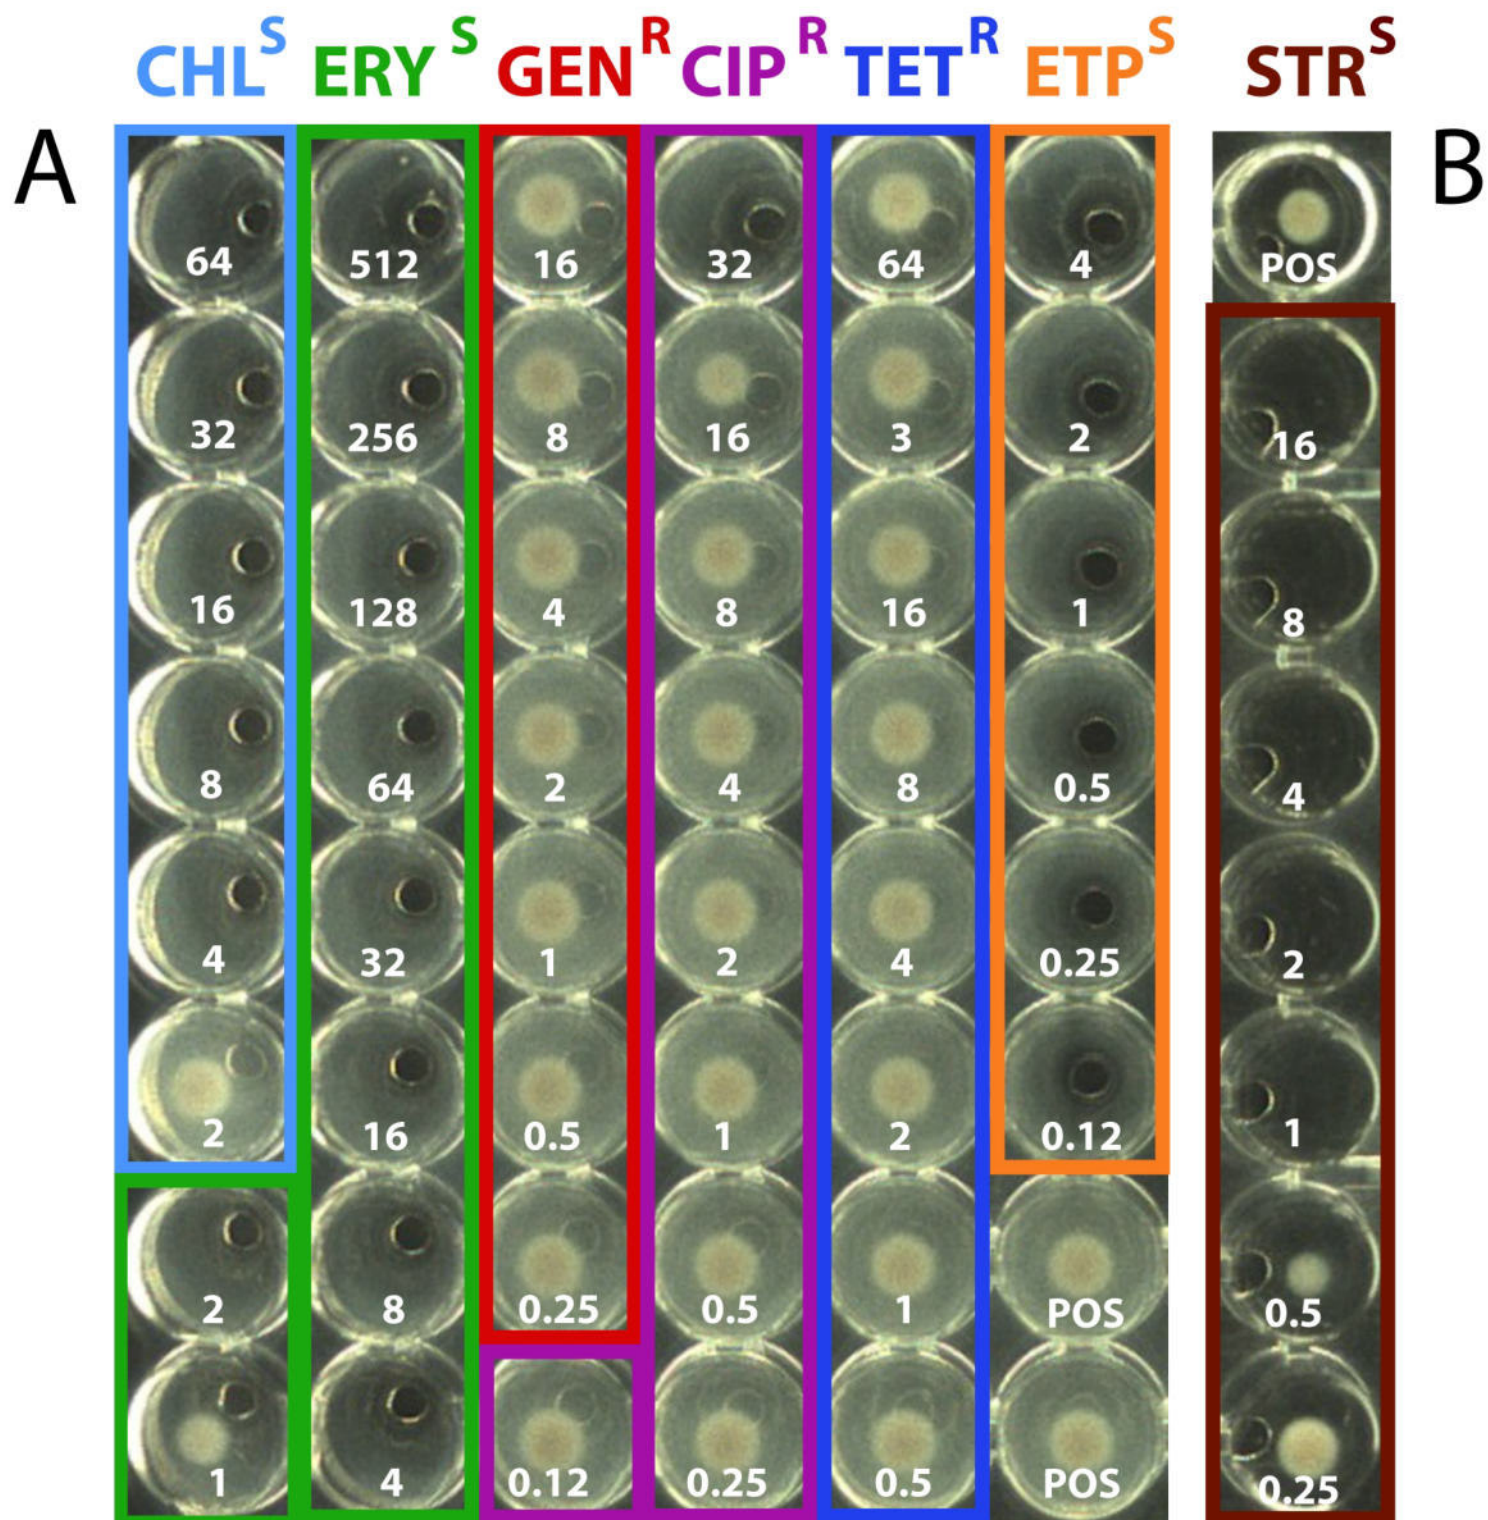 CHL S ERY S GEN R CIP R TET R ETP S STR S
A B
64 512 16 32 64 4 POS
32 256 8 16 3 2 16
16 128 4 8 16 1 8
8 64 2 4 8 0.5 4
4 32 1 2 4 0.25 2
2 16 0.5 1 2 0.12 1
2 8 0.25 0.5 1 POS 0.5
1 4 0.12 0.25 0.5 POS 0.25